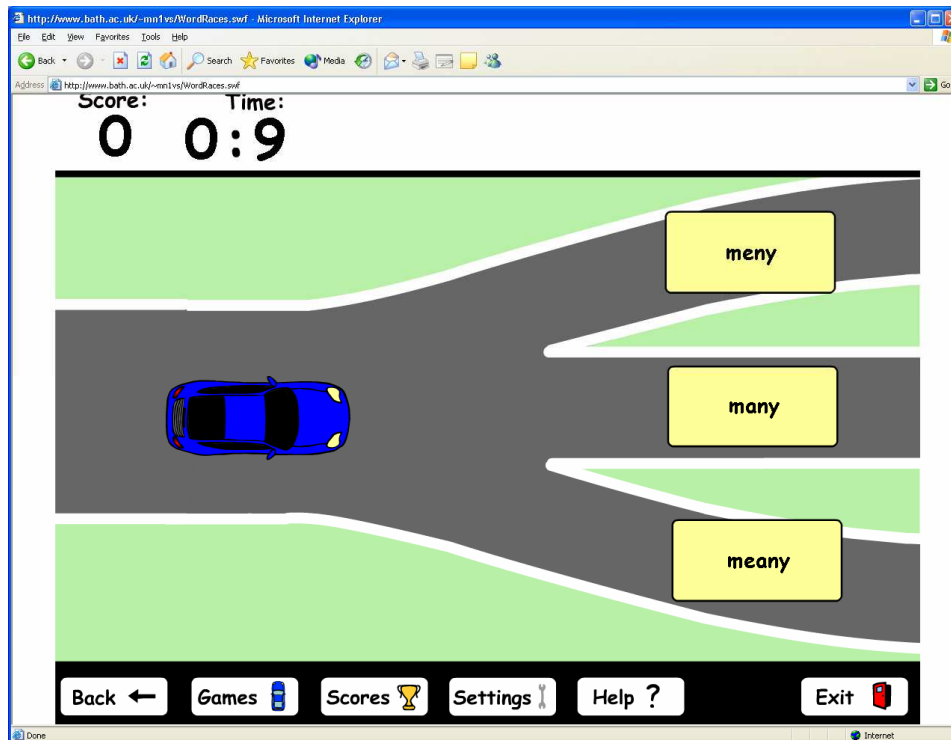 http://www.bath.ac.uk/~mn1vs/WordRaces.swf - Microsoft Internet Explorer
File Edit View Favorites Tools Help
Back Search Favorites Media
Address http://www.bath.ac.uk/~mn1vs/WordRaces.swf Go
Score: Time:
0 0:9
meny
many
meany
Back Games Scores Settings Help ? Exit
Done Internet